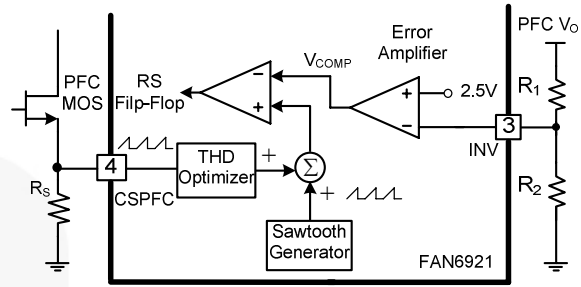 PFC VO
Error
Amplifier
VCOMP
PFC
MOS
RS
Filp-Flop
−
+
+
−
2.5V
R1
3
INV
4
CSPFC
THD
Optimizer
+
Σ
+
RS
R2
Sawtooth
Generator
FAN6921